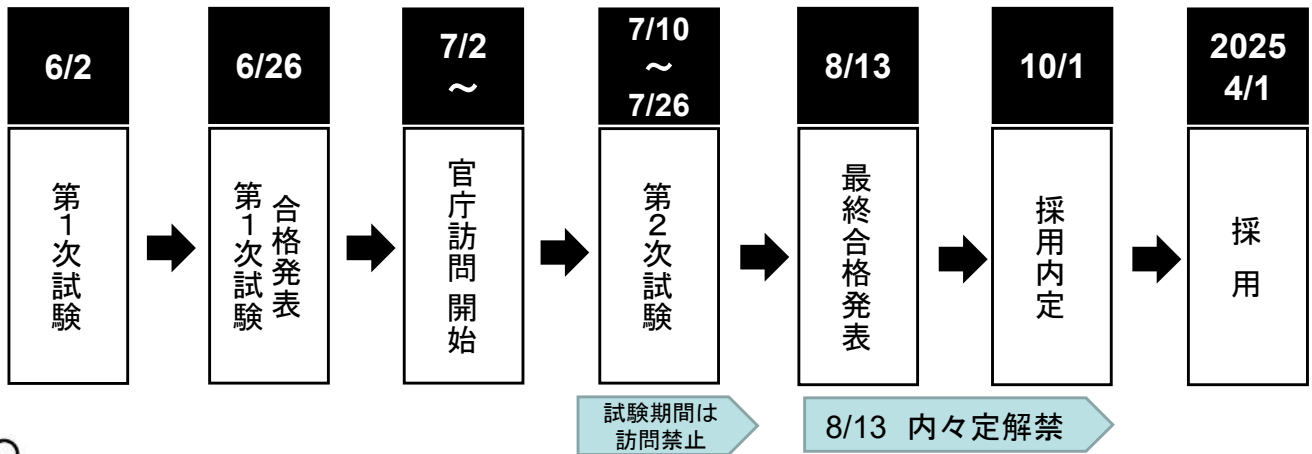 6/2
第1次試験
6/26
第1次試験
合格発表
7/2
～
官庁訪問 開始
7/10
～
7/26
第2次試験
8/13
最終合格発表
10/1
採用内定
2025
4/1
採 用
試験期間は
訪問禁止
8/13 内々定解禁